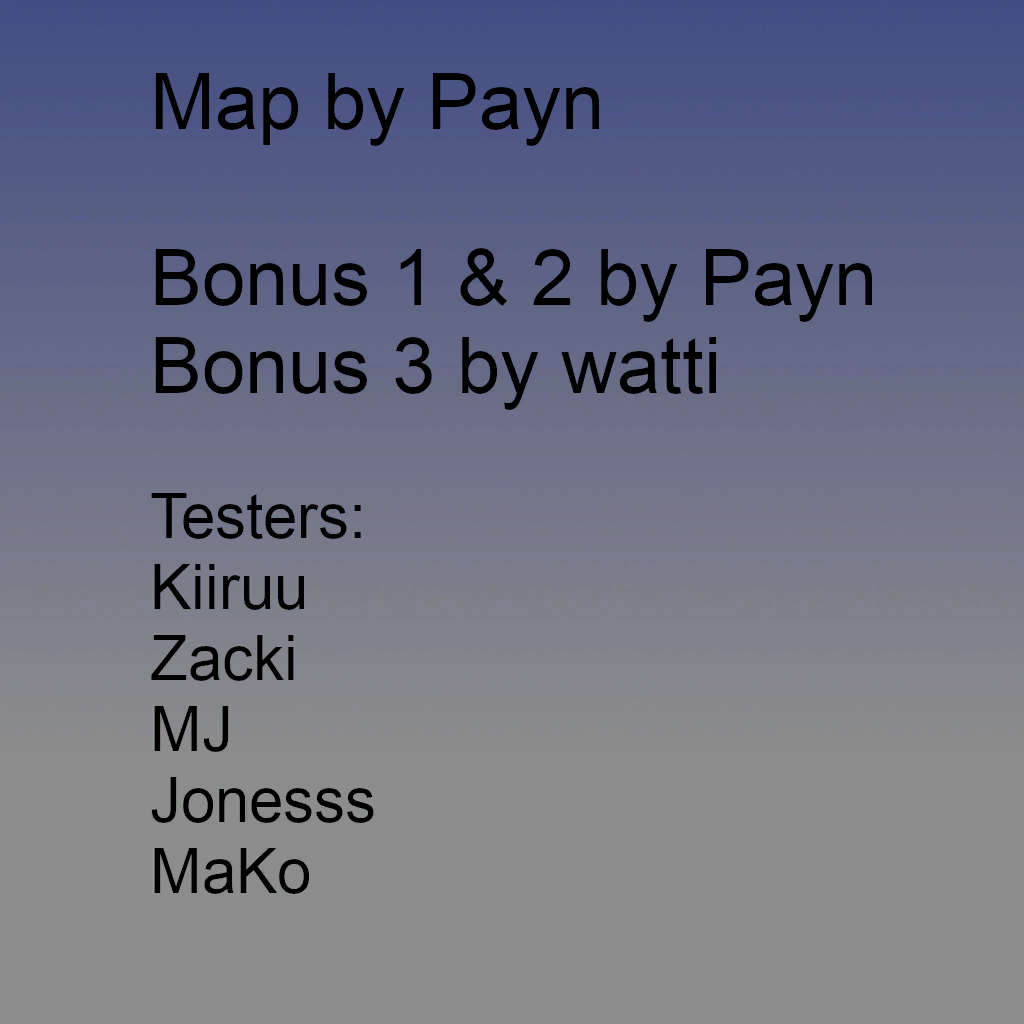 Map by Payn
Bonus 1 & 2 by Payn
Bonus 3 by watti
Testers:
Kiiruu
Zacki
MJ
Jonesss
MaKo